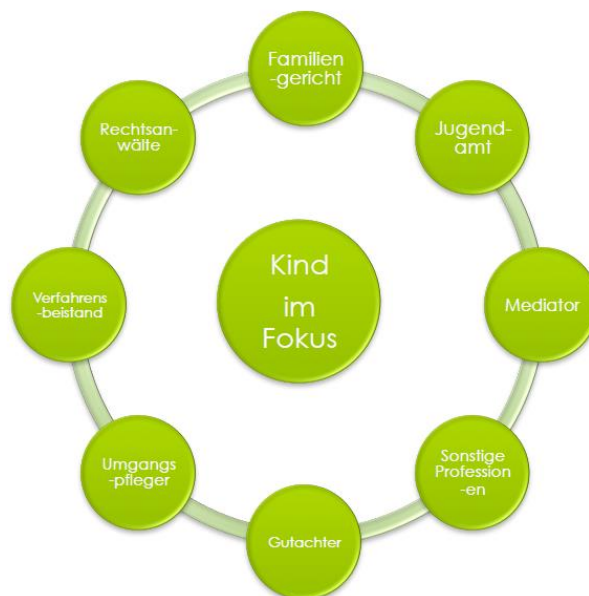 Familien
-gericht
Jugend-
amt
Mediator
Sonstige
Profession
-en
Gutachter
Umgangs
-pfleger
Verfahrens
-beistand
Rechtsan-
wälte
Kind
im
Fokus